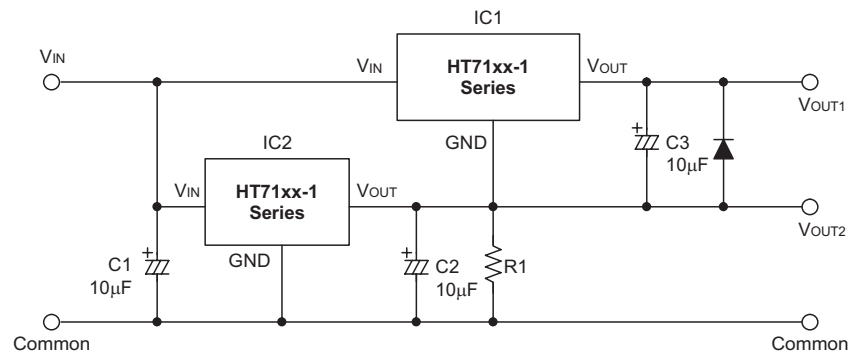 IC1
VIN
VIN
HT71xx-1
Series
VOUT
VOUT1
GND
C3
10μF
IC2
VIN
HT71xx-1
Series
VOUT
VOUT2
GND
C1
10μF
C2
10μF
R1
Common
Common